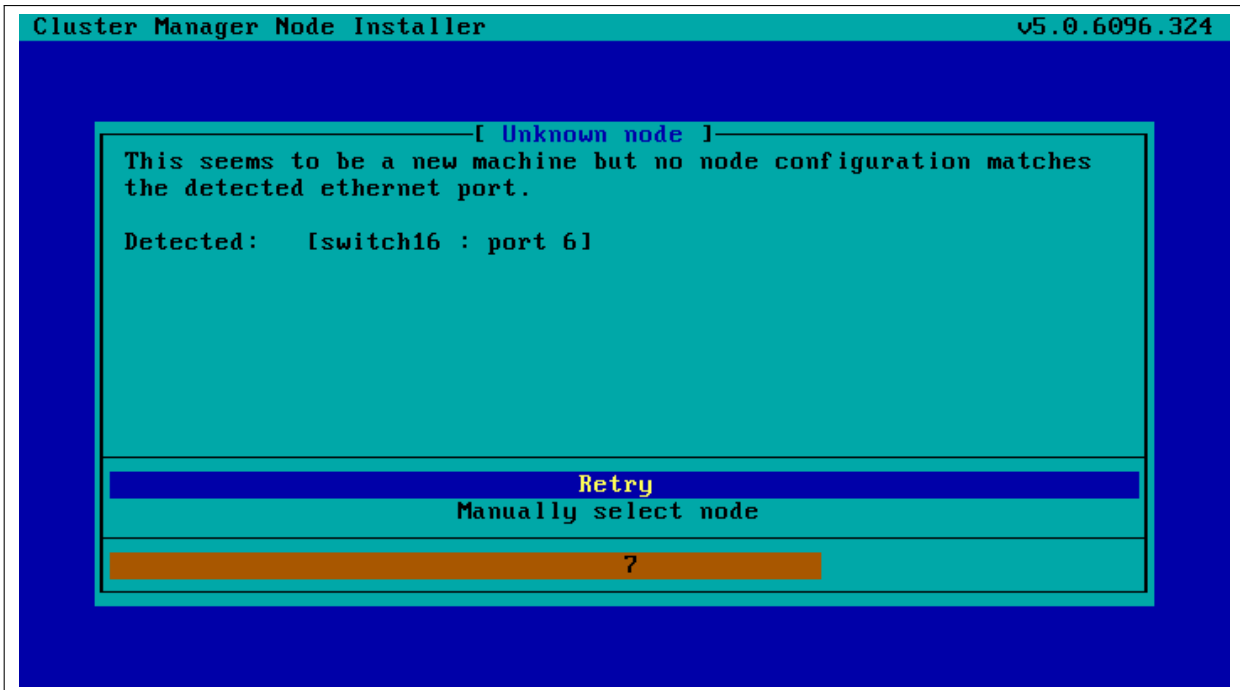 Cluster Manager Node Installer v5.0.6096.324
[ Unknown node ]
This seems to be a new machine but no node configuration matches
the detected ethernet port.
Detected: [switch16 : port 6]
Retry
Manually select node
7